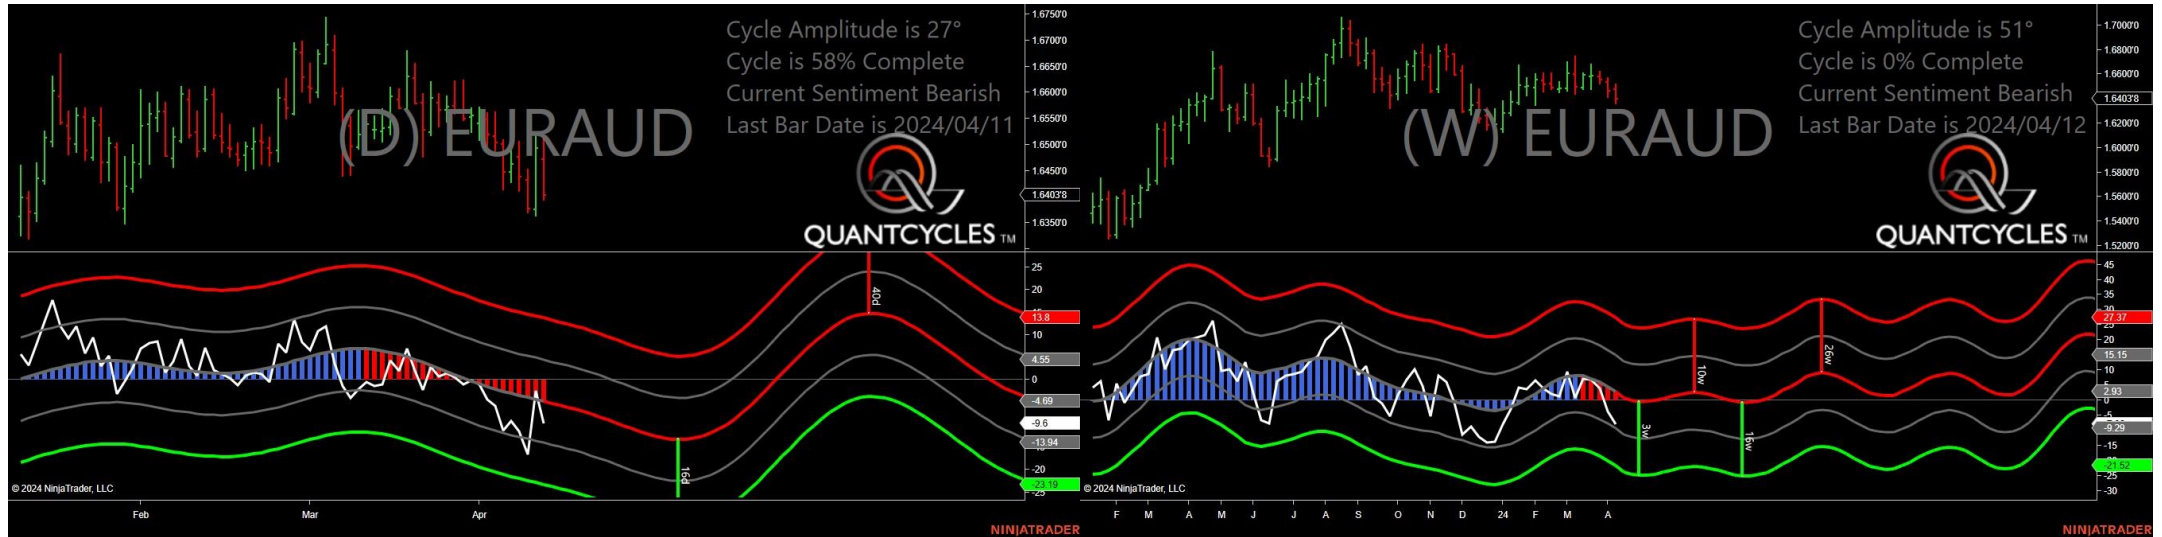 Cycle Amplitude is 27°
Cycle is 58% Complete
Current Sentiment Bearish
Last Bar Date is 2024/04/11
(D) EURAUD
QUANTCYCLES TM
1.6750'0
1.6700'0
1.6650'0
1.6600'0
1.6550'0
1.6500'0
1.6450'0
1.6403'8
1.6350'0
40d
16d
25
20
13.8
10
4.55
0
-4.69
-9.6
-13.94
-20
-23.19
-25
© 2024 NinjaTrader, LLC
Feb
Mar
Apr
NINJATRADER
Cycle Amplitude is 51°
Cycle is 0% Complete
Current Sentiment Bearish
Last Bar Date is 2024/04/12
(W) EURAUD
QUANTCYCLES TM
1.7000'0
1.6800'0
1.6600'0
1.6403'8
1.6200'0
1.6000'0
1.5800'0
1.5600'0
1.5400'0
1.5200'0
3w
10w
16w
26w
45
40
35
27.37
25
20
15.15
10
5
2.93
0
-5
-9.29
-15
-21.52
-25
-30
© 2024 NinjaTrader, LLC
F M A M J J A S O N D 24 F M A
NINJATRADER